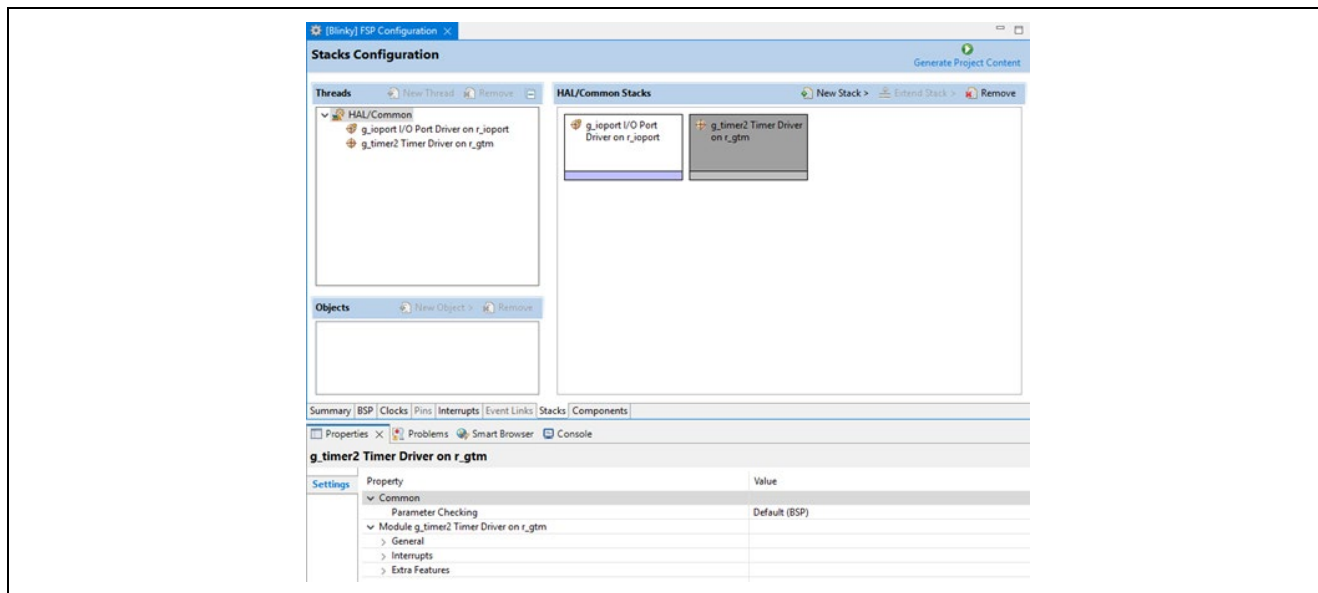 [Blinky] FSP Configuration
Stacks Configuration
Generate Project Content
Threads New Thread Remove
HAL/Common
g_ioport I/O Port Driver on r_ioport
g_timer2 Timer Driver on r_gtm
HAL/Common Stacks New Stack > Extend Stack > Remove
g_ioport I/O Port
Driver on r_ioport
g_timer2 Timer Driver
on r_gtm
Objects New Object > Remove
Summary BSP Clocks Pins Interrupts Event Links Stacks Components
Properties Problems Smart Browser Console
g_timer2 Timer Driver on r_gtm
Settings
Property Value
Common
Parameter Checking Default (BSP)
Module g_timer2 Timer Driver on r_gtm
> General
> Interrupts
> Extra Features